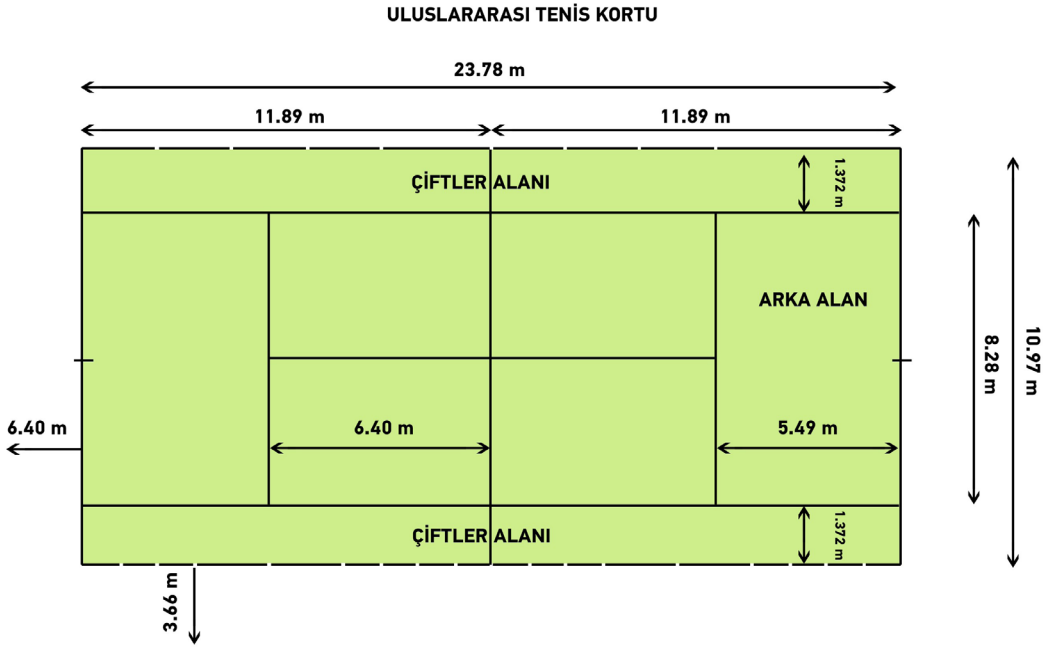 ULUSLARARASI TENİS KORTU
23.78 m
11.89 m
11.89 m
ÇİFTLER ALANI
1.372 m
ARKA ALAN
8.28 m
10.97 m
6.40 m
6.40 m
5.49 m
ÇİFTLER ALANI
1.372 m
3.66 m